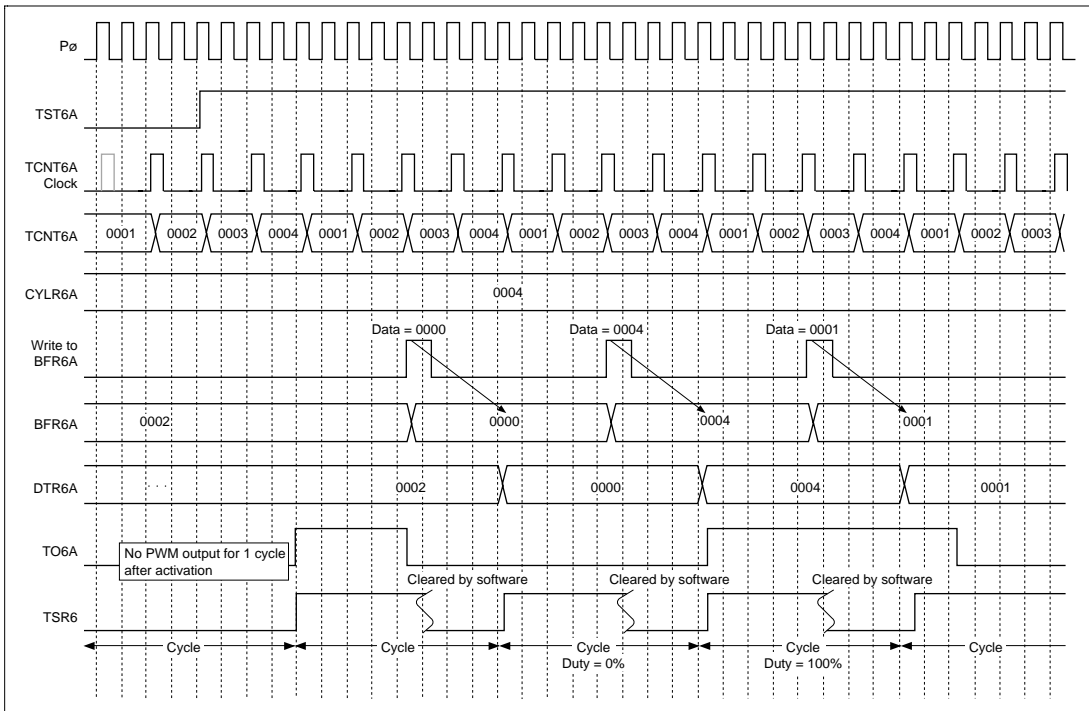 Pø
TST6A
TCNT6A
Clock
TCNT6A
0001 0002 0003 0004 0001 0002 0003 0004 0001 0002 0003 0004 0001 0002 0003 0004 0001 0002 0003
CYLR6A
0004
Write to
BFR6A
Data = 0000 Data = 0004 Data = 0001
BFR6A
0002 0000 0004 0001
DTR6A
0002 0000 0004 0001
TO6A
No PWM output for 1 cycle
after activation
Cleared by software Cleared by software Cleared by software
TSR6
Cycle Cycle Cycle Cycle Cycle
Duty = 0% Duty = 100%